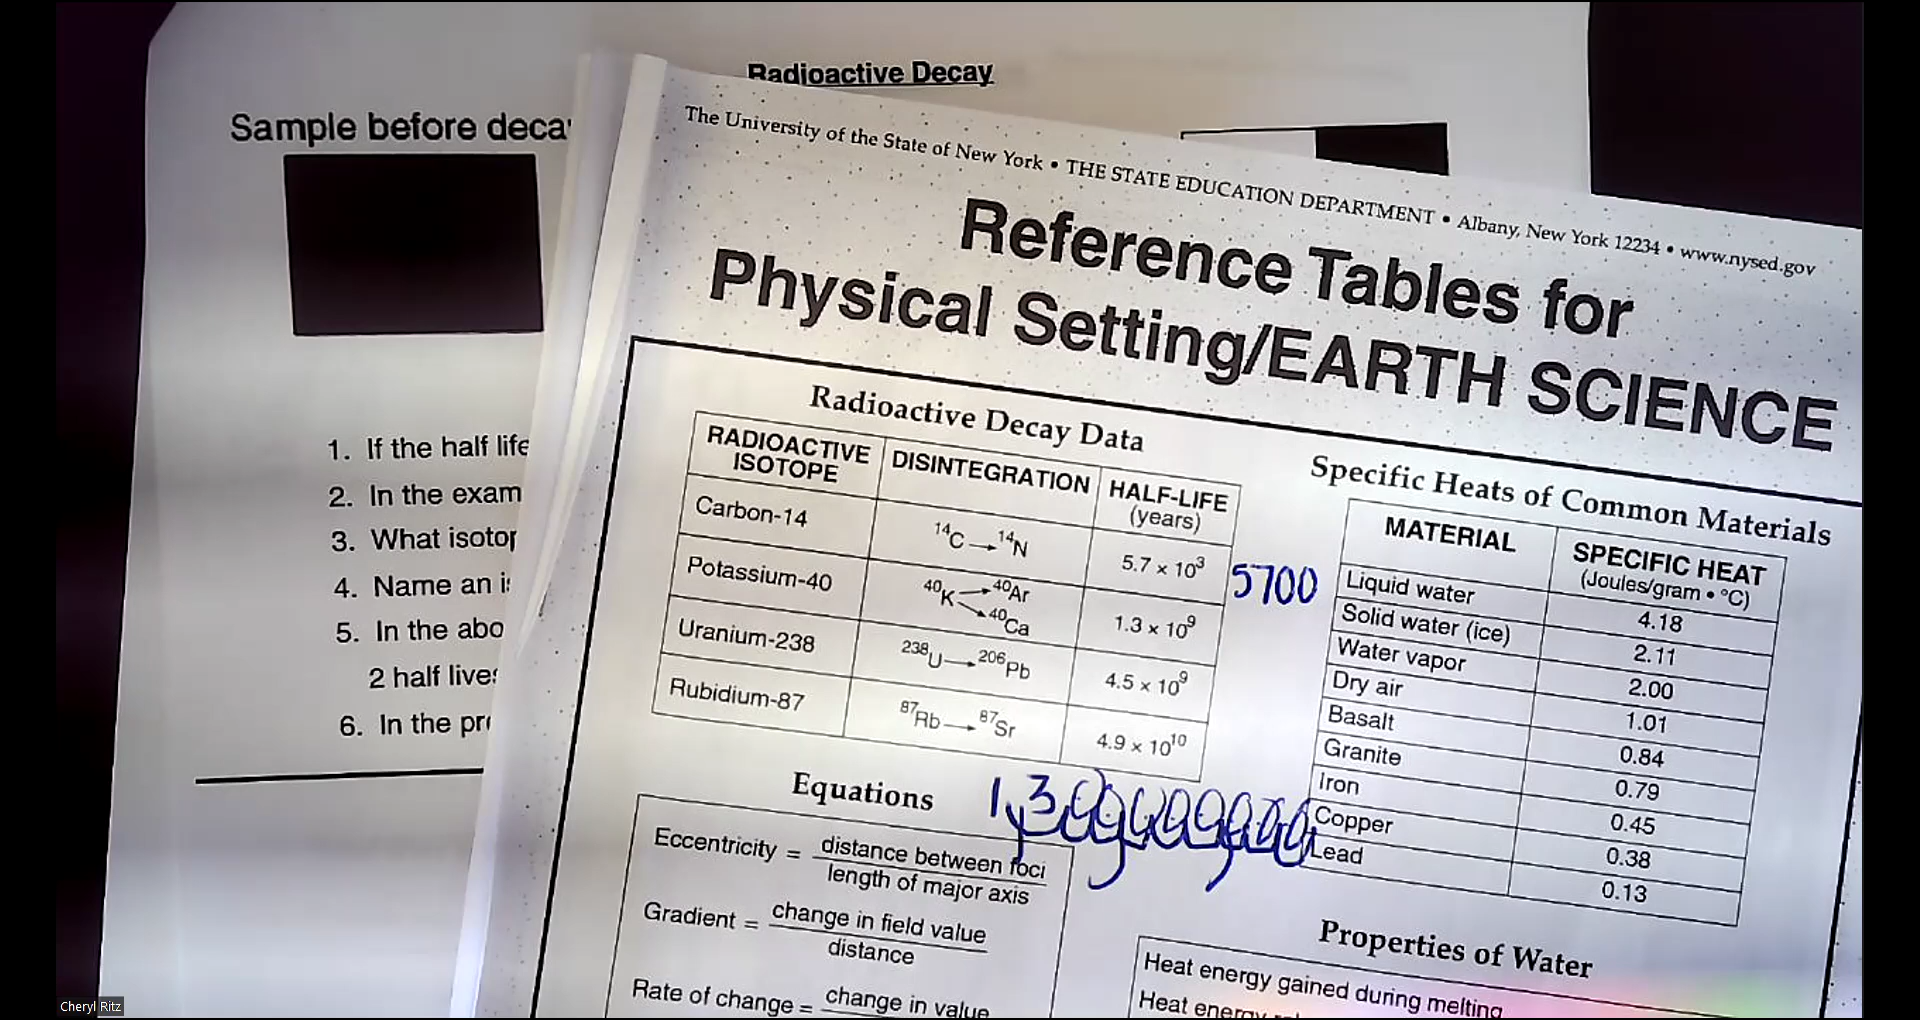 Radioactive Decay
Sample before deca
1. If the half life
2. In the exam
3. What isotop
4. Name an i
5. In the abo
2 half lives
6. In the pr
The University of the State of New York • THE STATE EDUCATION DEPARTMENT • Albany, New York 12234 • www.nysed.gov
Reference Tables for
Physical Setting/EARTH SCIENCE
Radioactive Decay Data
RADIOACTIVE ISOTOPE DISINTEGRATION HALF-LIFE (years)
Carbon-14 ¹⁴C → ¹⁴N 5.7 × 10³ 5700
Potassium-40 ⁴⁰K → ⁴⁰Ar ⁴⁰Ca 1.3 × 10⁹
Uranium-238 ²³⁸U → ²⁰⁶Pb 4.5 × 10⁹
Rubidium-87 ⁸⁷Rb → ⁸⁷Sr 4.9 × 10¹⁰
1,300,000,000
Specific Heats of Common Materials
MATERIAL SPECIFIC HEAT (Joules/gram • °C)
Liquid water 4.18
Solid water (ice) 2.11
Water vapor 2.00
Dry air 1.01
Basalt 0.84
Granite 0.79
Iron 0.45
Copper 0.38
Lead 0.13
Equations
Eccentricity = distance between foci
length of major axis
Gradient = change in field value
distance
Rate of change = change in value
Properties of Water
Heat energy gained during melting
Heat energy
Cheryl Ritz